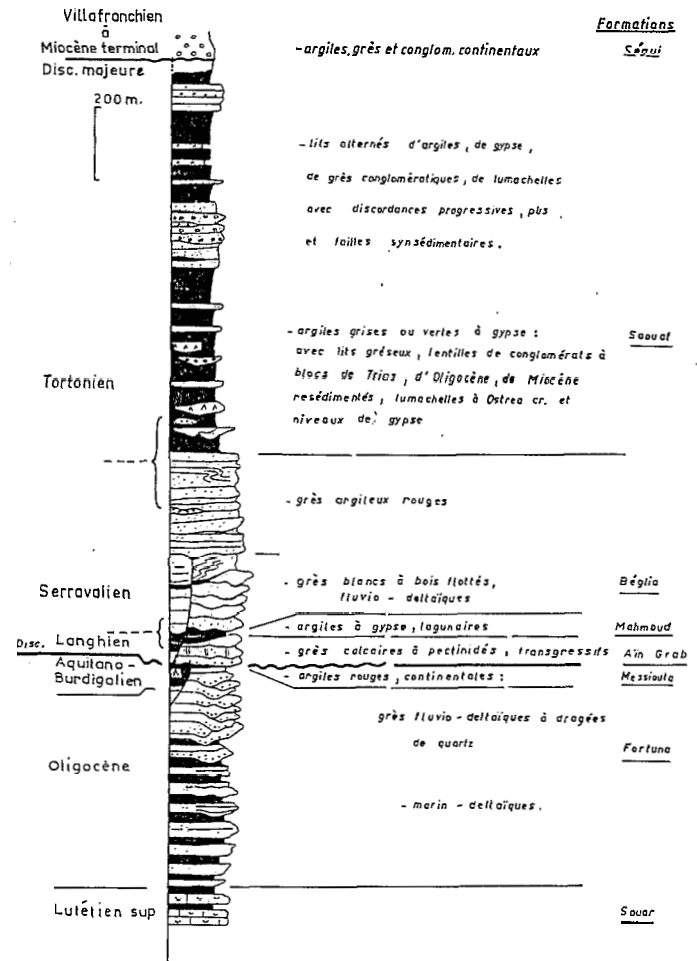 Villafranchien
à
Miocène terminal
Disc. majeure
200 m.
Formations
-argiles, grès et conglom. continentaux
Ségui
- lits alternés d'argiles, de gypse,
de grès conglomératiques, de lumachelles
avec discordances progressives, plis
et failles synsédimentaires.
- argiles grises ou vertes à gypse :
Saouaf
avec lits gréseux, lentilles de conglomérats à
blocs de Trias, d'Oligocène, de Miocène
resédimentés, lumachelles à Ostrea cr. et
niveaux de gypse
Tortonien
- grès argileux rouges
Serravalien
- grès blancs à bois flottés,
fluvio - deltaïques
Béglia
- argiles à gypse, lagunaires
Mahmoud
Disc. Langhien
- grès calcaires à pectinidés, transgressifs
Aïn Grab
Aquitano-
Burdigalien
- argiles rouges, continentales :
Messiouta
grès fluvio-deltaïques à dragées
de quartz
Fortuna
Oligocène
- marin - deltaïques.
Lutétien sup
Souar